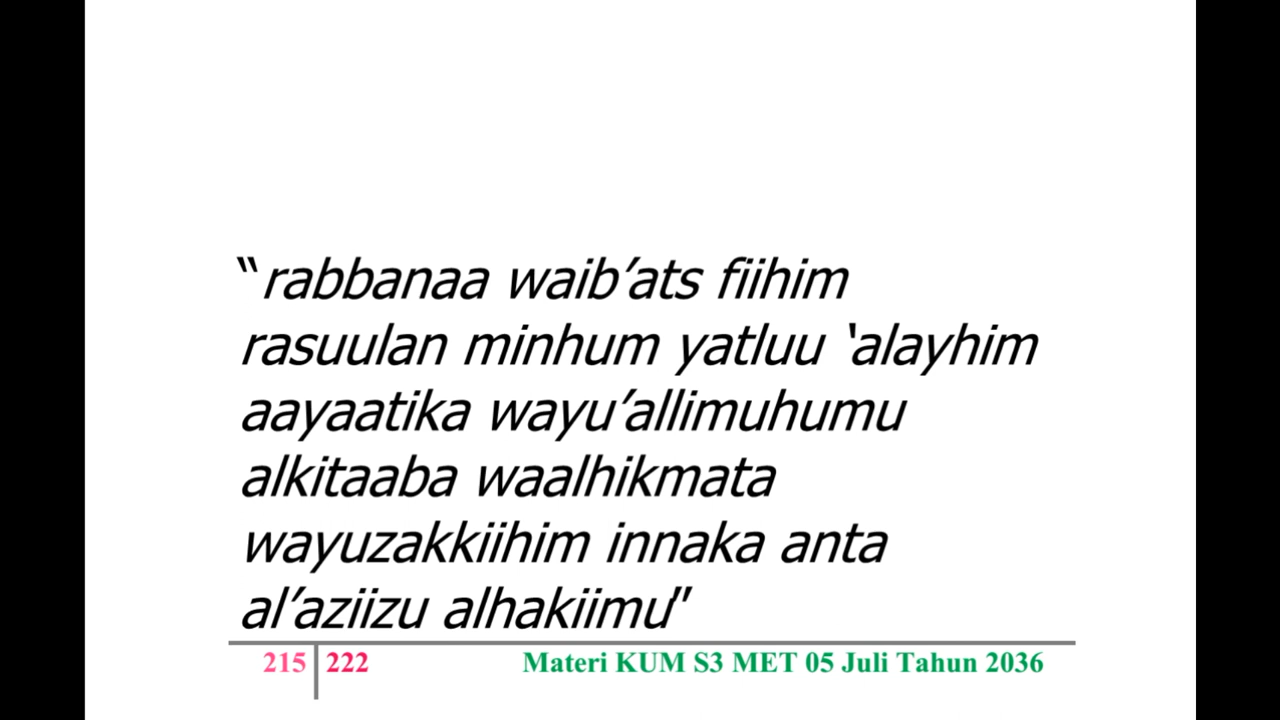 “rabbanaa waib’ats fiihim
rasuulan minhum yatluu ‘alayhim
aayaatika wayu’allimuhumu
alkitaaba waalhikmata
wayuzakkiihim innaka anta
al’aziizu alhakiimu”
215 222 Materi KUM S3 MET 05 Juli Tahun 2036